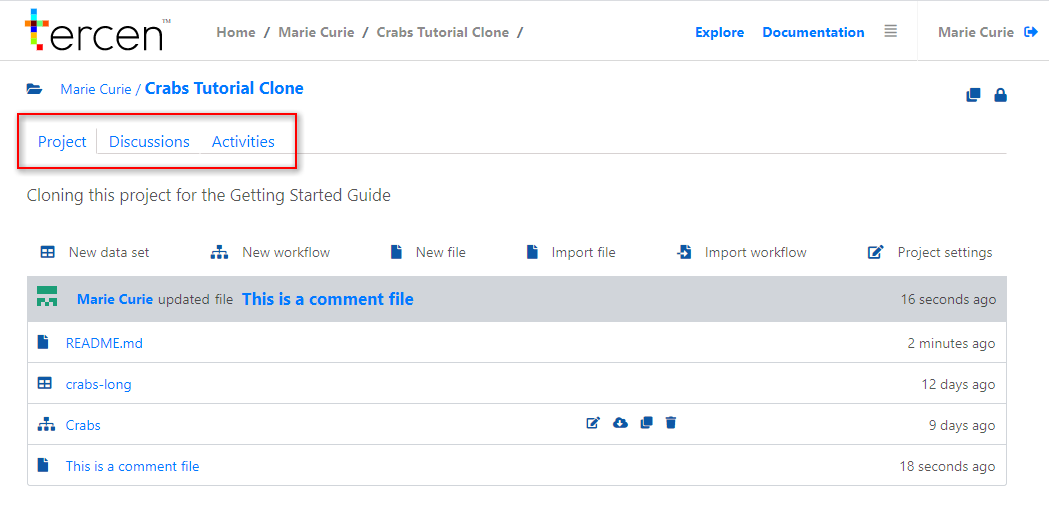 tercen™
Home / Marie Curie / Crabs Tutorial Clone /
Explore Documentation Marie Curie
Marie Curie / Crabs Tutorial Clone
Project Discussions Activities
Cloning this project for the Getting Started Guide
New data set New workflow New file Import file Import workflow Project settings
Marie Curie updated file This is a comment file 16 seconds ago
README.md 2 minutes ago
crabs-long 12 days ago
Crabs 9 days ago
This is a comment file 18 seconds ago